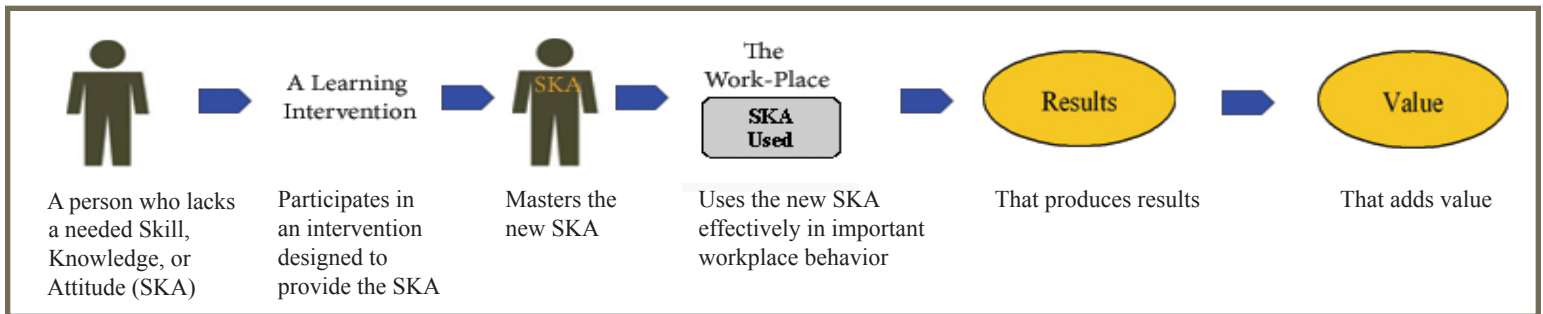 A Learning
Intervention
SKA
The
Work-Place
SKA
Used
Results
Value
A person who lacks
a needed Skill,
Knowledge, or
Attitude (SKA)
Participates in
an intervention
designed to
provide the SKA
Masters the
new SKA
Uses the new SKA
effectively in important
workplace behavior
That produces results
That adds value